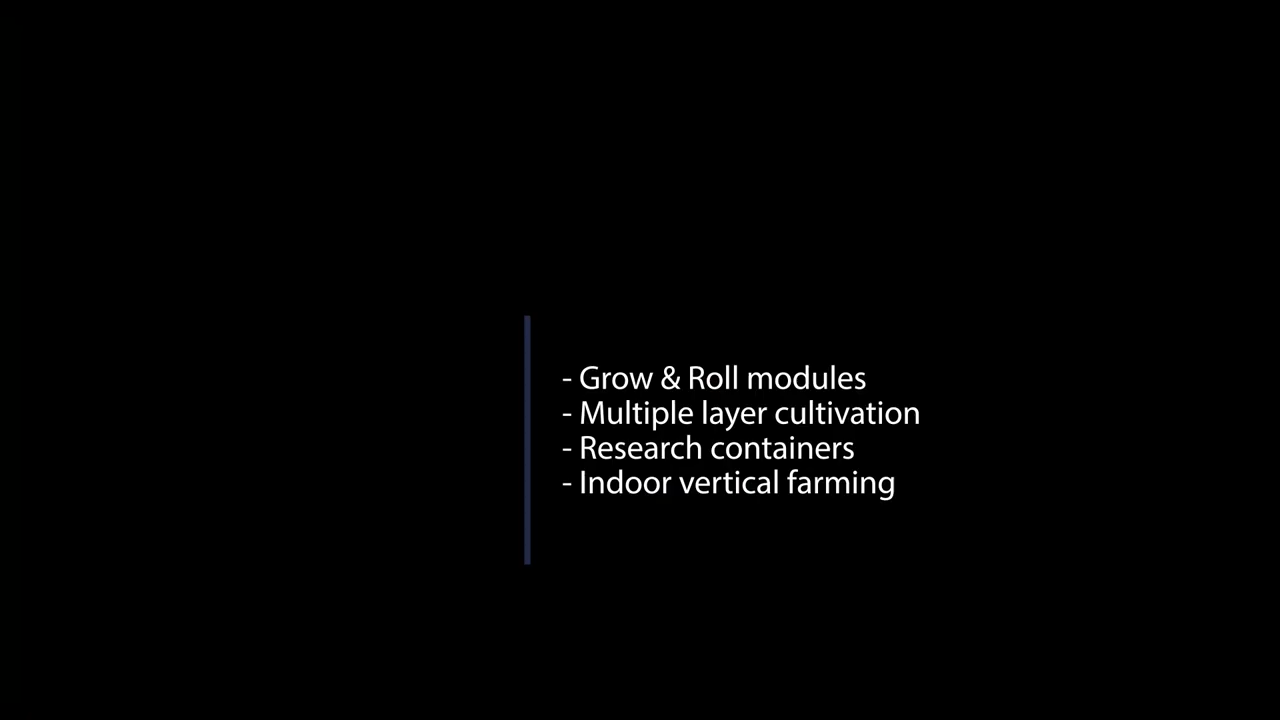 - Grow & Roll modules
- Multiple layer cultivation
- Research containers
- Indoor vertical farming